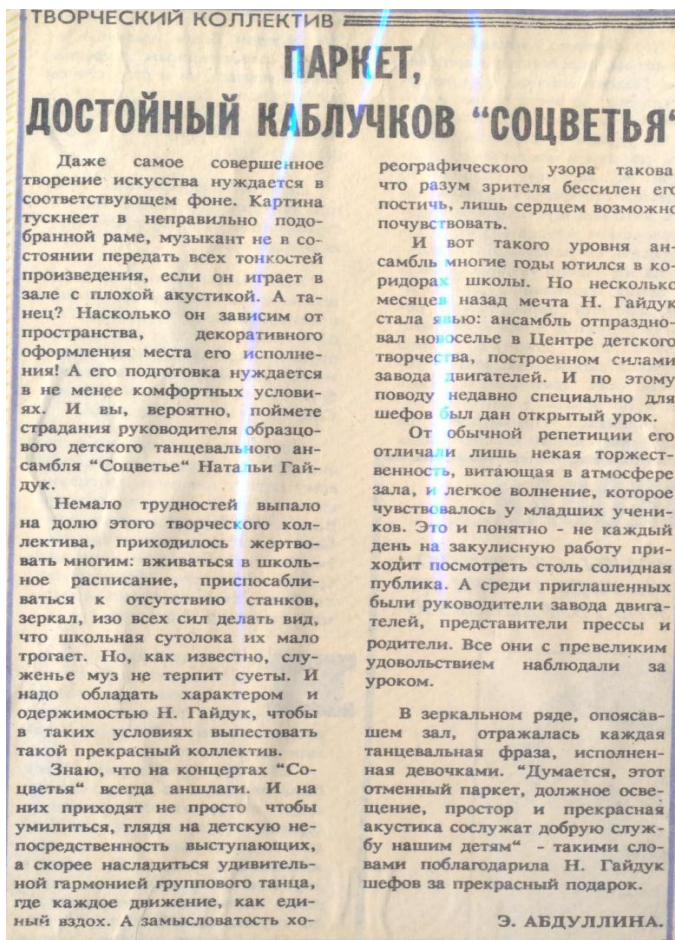 ТВОРЧЕСКИЙ КОЛЛЕКТИВ
ПАРКЕТ,
ДОСТОЙНЫЙ КАБЛУЧКОВ "СОЦВЕТЬЯ"
Даже самое совершенное
творение искусства нуждается в
соответствующем фоне. Картина
тускнеет в неправильно подо-
бранной раме, музыкант не в со-
стоянии передать всех тонкостей
произведения, если он играет в
зале с плохой акустикой. А та-
нец? Насколько он зависим от
пространства, декоративного
оформления места его исполне-
ния! А его подготовка нуждается
в не менее комфортных услови-
ях. И вы, вероятно, поймете
страдания руководителя образцо-
вого детского танцевального ан-
самбля "Соцветье" Натальи Гай-
дук.
Немало трудностей выпало
на долю этого творческого кол-
лектива, приходилось жертво-
вать многим: вживаться в школь-
ное расписание, приспосабли-
ваться к отсутствию станков,
зеркал, изо всех сил делать вид,
что школьная сутолока их мало
трогает. Но, как известно, слу-
женье муз не терпит суеты. И
надо обладать характером и
одержимостью Н. Гайдук, чтобы
в таких условиях выпестовать
такой прекрасный коллектив.
Знаю, что на концертах "Со-
цветья" всегда аншлаги. И на
них приходят не просто чтобы
умилиться, глядя на детскую не-
посредственность выступающих,
а скорее насладиться удивитель-
ной гармонией группового танца,
где каждое движение, как еди-
ный вздох. А замысловатость хо-
реографического узора такова
что разум зрителя бессилен его
постичь, лишь сердцем возможно
почувствовать.
И вот такого уровня ан-
самбль многие годы ютился в ко-
ридорах школы. Но несколько
месяцев назад мечта Н. Гайдук
стала явью: ансамбль отпраздно-
вал новоселье в Центре детского
творчества, построенном силами
завода двигателей. И по этому
поводу недавно специально для
шефов был дан открытый урок.
От обычной репетиции его
отличали лишь некая торжест-
венность, витающая в атмосфере
зала, и легкое волнение, которое
чувствовалось у младших учени-
ков. Это и понятно - не каждый
день на закулисную работу при-
ходит посмотреть столь солидная
публика. А среди приглашенных
были руководители завода двига-
телей, представители прессы и
родители. Все они с превеликим
удовольствием наблюдали за
уроком.
В зеркальном ряде, опоясав-
шем зал, отражалась каждая
танцевальная фраза, исполнен-
ная девочками. "Думается, этот
отменный паркет, должное осве-
щение, простор и прекрасная
акустика сослужат добрую служ-
бу нашим детям" - такими сло-
вами поблагодарила Н. Гайдук
шефов за прекрасный подарок.
Э. АБДУЛЛИНА.